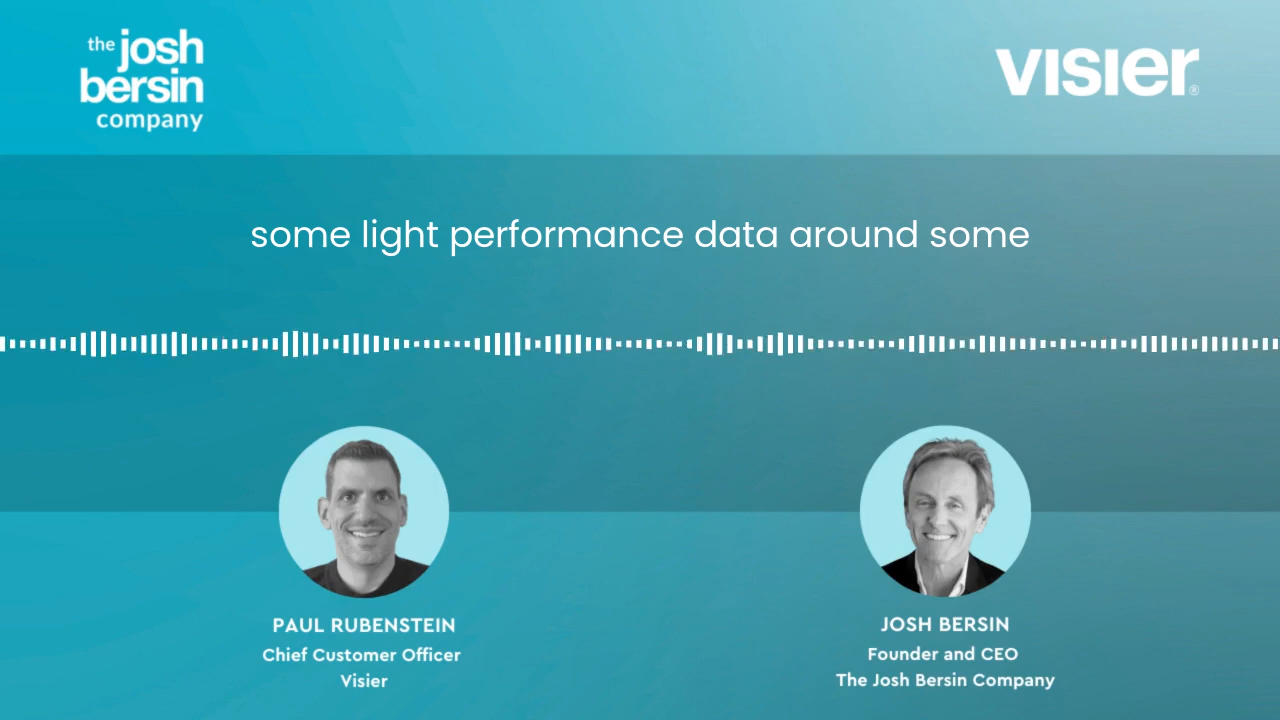 the josh
bersin
company
VISIER®
some light performance data around some
PAUL RUBENSTEIN
Chief Customer Officer
Visier
JOSH BERSIN
Founder and CEO
The Josh Bersin Company